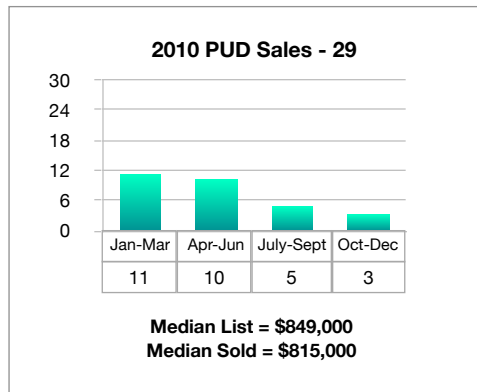 2010 PUD Sales - 29
30
24
18
12
6
0
Jan-Mar Apr-Jun July-Sept Oct-Dec
11 10 5 3
Median List = $849,000
Median Sold = $815,000